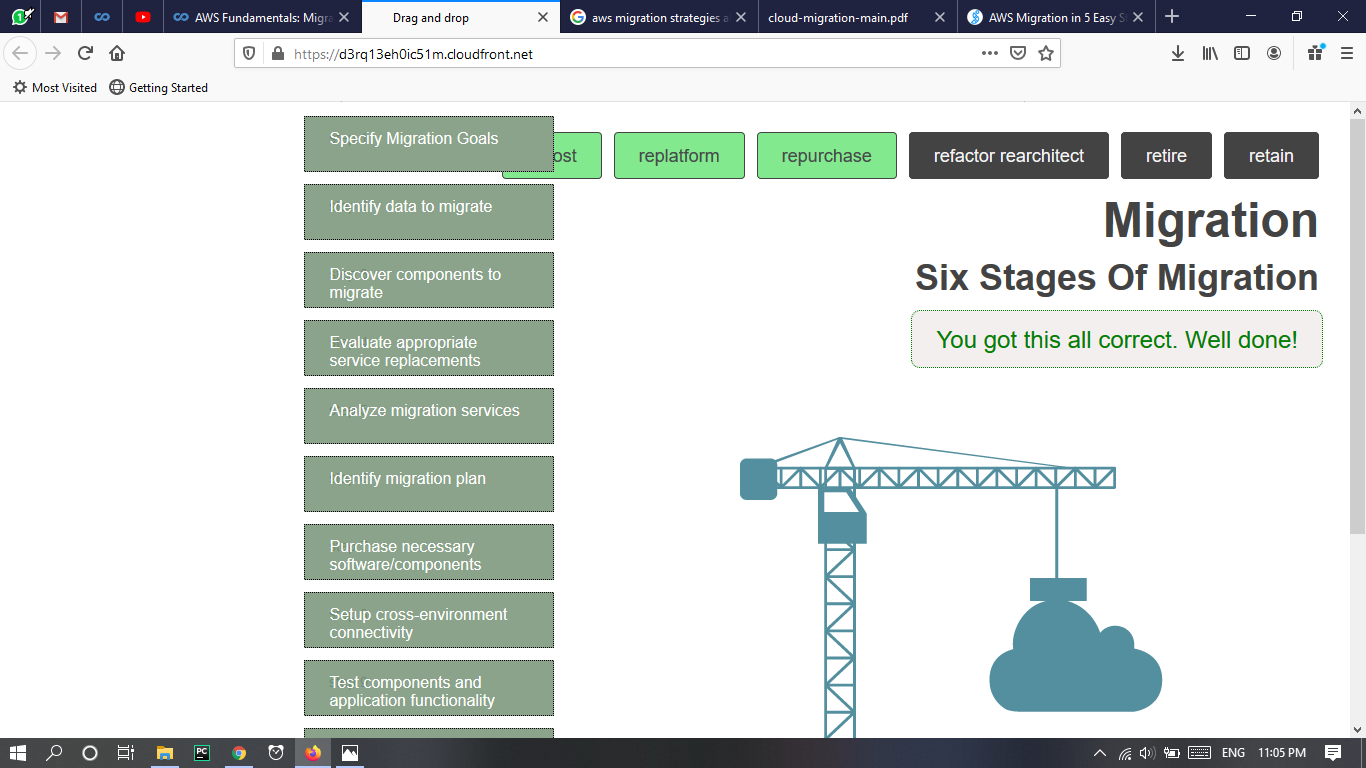 AWS Fundamentals: Migra
Drag and drop
aws migration strategies a
cloud-migration-main.pdf
AWS Migration in 5 Easy S
https://d3rq13eh0ic51m.cloudfront.net
Most Visited
Getting Started
Specify Migration Goals
ost
replatform
repurchase
refactor rearchitect
retire
retain
Identify data to migrate
Migration
Discover components to
migrate
Six Stages Of Migration
Evaluate appropriate
service replacements
You got this all correct. Well done!
Analyze migration services
Identify migration plan
Purchase necessary
software/components
Setup cross-environment
connectivity
Test components and
application functionality
PC
ENG
11:05 PM